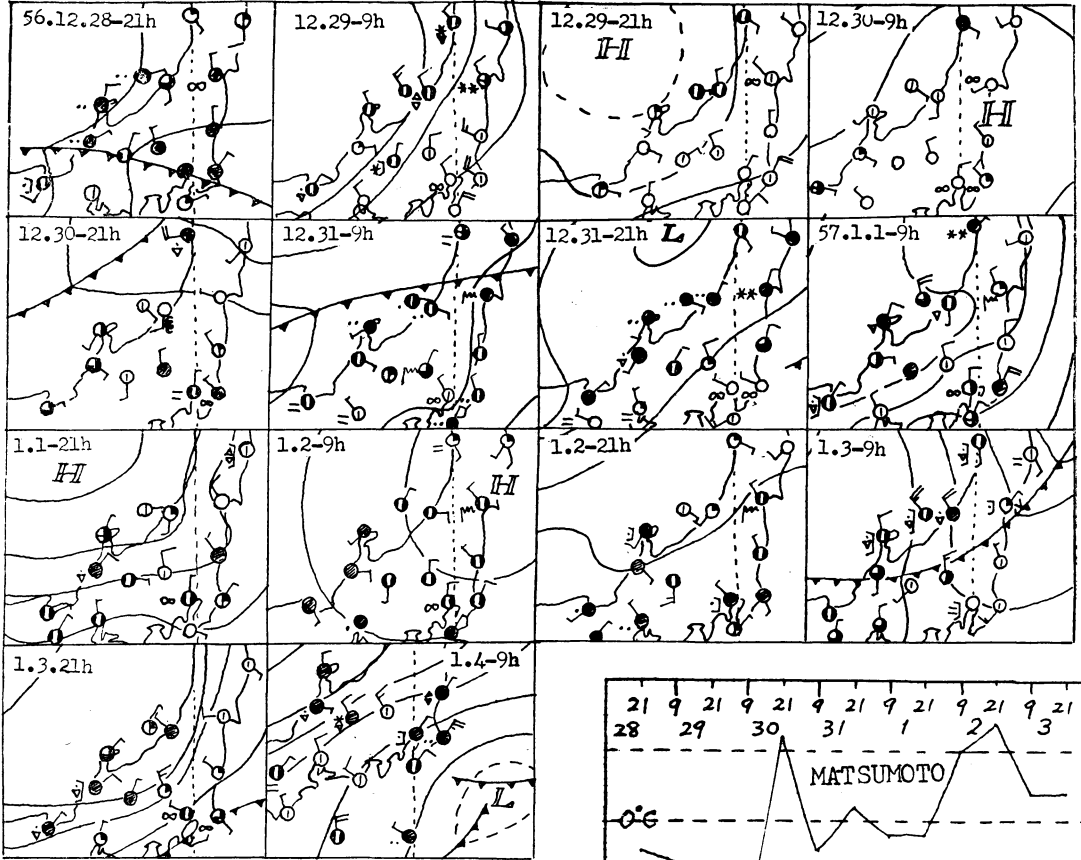 56.12.28-21h
12.29-9h
12.29-21h
H
12.30-9h
H
12.30-21h
12.31-9h
12.31-21h
L
57.1.1-9h
1.1-21h
H
1.2-9h
H
1.2-21h
1.3-9h
1.3.21h
1.4-9h
L
21 9 21 9 21 9 21 9 21 9 21 9 21
28 29 30 31 1 2 3
MATSUMOTO
0°C